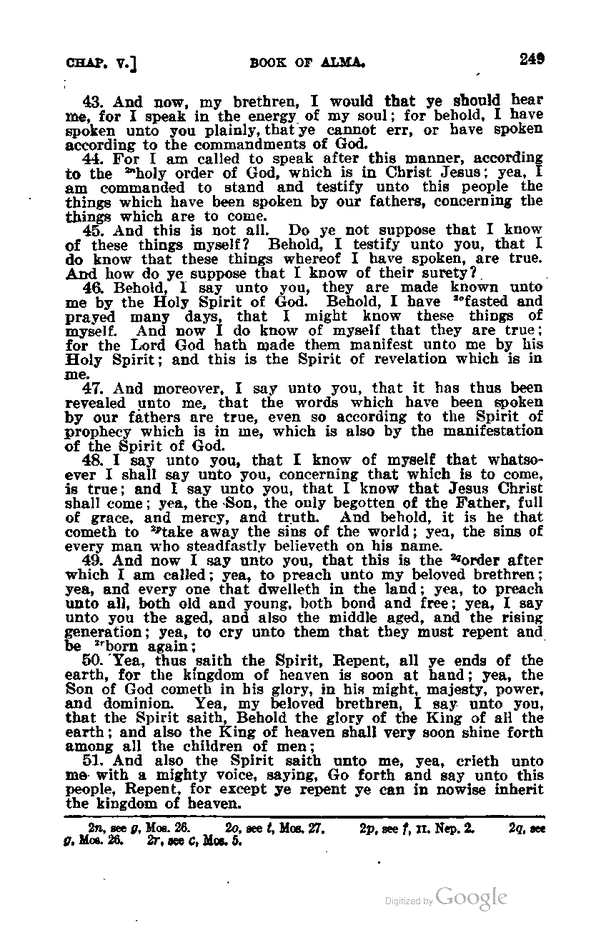 CHAP. V.] BOOK OF ALMA. 249
43. And now, my brethren, I would that ye should hear
me, for I speak in the energy of my soul; for behold, I have
spoken unto you plainly, that ye cannot err, or have spoken
according to the commandments of God.
44. For I am called to speak after this manner, according
to the ²ⁿholy order of God, which is in Christ Jesus; yea, I
am commanded to stand and testify unto this people the
things which have been spoken by our fathers, concerning the
things which are to come.
45. And this is not all. Do ye not suppose that I know
of these things myself? Behold, I testify unto you, that I
do know that these things whereof I have spoken, are true.
And how do ye suppose that I know of their surety?
46. Behold, I say unto you, they are made known unto
me by the Holy Spirit of God. Behold, I have ²ᵒfasted and
prayed many days, that I might know these things of
myself. And now I do know of myself that they are true;
for the Lord God hath made them manifest unto me by his
Holy Spirit; and this is the Spirit of revelation which is in
me.
47. And moreover, I say unto you, that it has thus been
revealed unto me, that the words which have been spoken
by our fathers are true, even so according to the Spirit of
prophecy which is in me, which is also by the manifestation
of the Spirit of God.
48. I say unto you, that I know of myself that whatso-
ever I shall say unto you, concerning that which is to come,
is true; and I say unto you, that I know that Jesus Christ
shall come; yea, the Son, the only begotten of the Father, full
of grace, and mercy, and truth. And behold, it is he that
cometh to ²ᵖtake away the sins of the world; yea, the sins of
every man who steadfastly believeth on his name.
49. And now I say unto you, that this is the ²𐞥order after
which I am called; yea, to preach unto my beloved brethren;
yea, and every one that dwelleth in the land; yea, to preach
unto all, both old and young, both bond and free; yea, I say
unto you the aged, and also the middle aged, and the rising
generation; yea, to cry unto them that they must repent and
be ²ʳborn again;
50. Yea, thus saith the Spirit, Repent, all ye ends of the
earth, for the kingdom of heaven is soon at hand; yea, the
Son of God cometh in his glory, in his might, majesty, power,
and dominion. Yea, my beloved brethren, I say unto you,
that the Spirit saith, Behold the glory of the King of all the
earth; and also the King of heaven shall very soon shine forth
among all the children of men;
51. And also the Spirit saith unto me, yea, crieth unto
me with a mighty voice, saying, Go forth and say unto this
people, Repent, for except ye repent ye can in nowise inherit
the kingdom of heaven.
2n, see g, Mos. 26. 2o, see t, Mos. 27. 2p, see f, II. Nep. 2. 2q, see
g, Mos. 26. 2r, see c, Mos. 5.
Digitized by Google